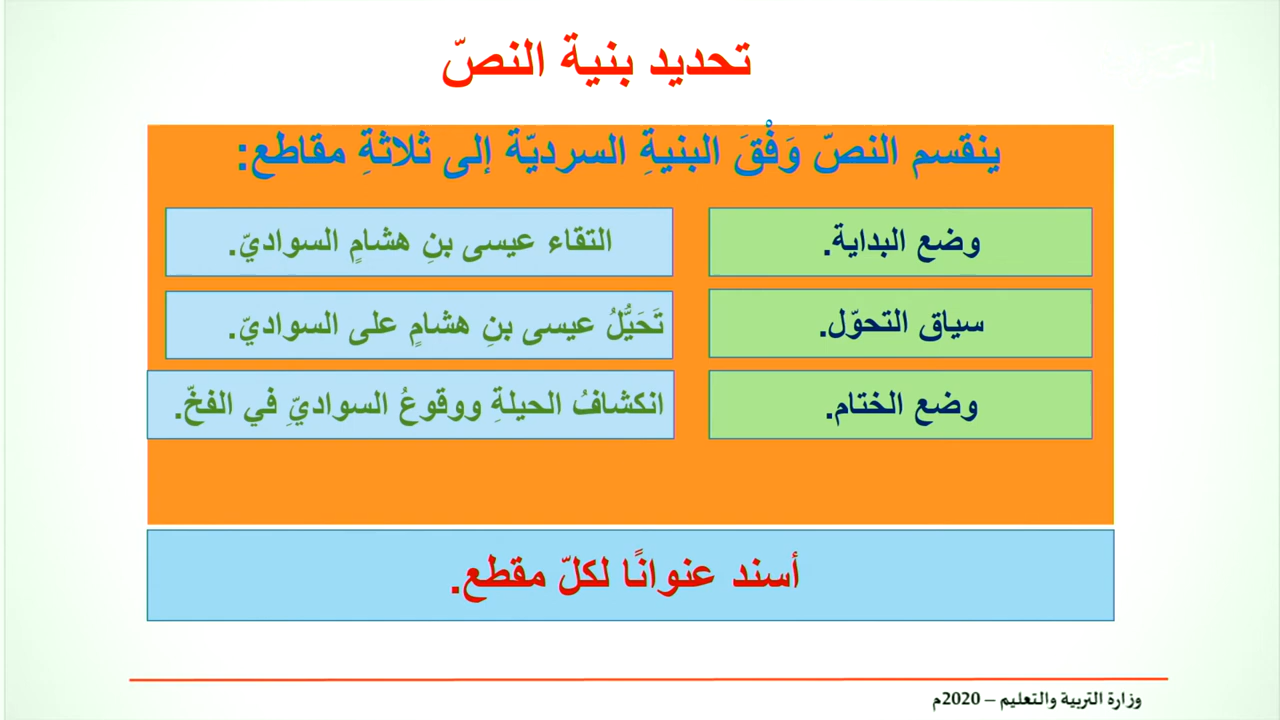 تحديد بنية النصّ
ينقسم النصّ وَفْقَ البنيةِ السرديّة إلى ثلاثةِ مقاطع:
وضع البداية.
التقاء عيسى بنِ هشامٍ السواديّ.
سياق التحوّل.
تَحَيُّلُ عيسى بنِ هشامٍ على السواديّ.
وضع الختام.
انكشافُ الحيلةِ ووقوعُ السواديِّ في الفخّ.
أسند عنوانًا لكلّ مقطع.
وزارة التربية والتعليم – 2020م